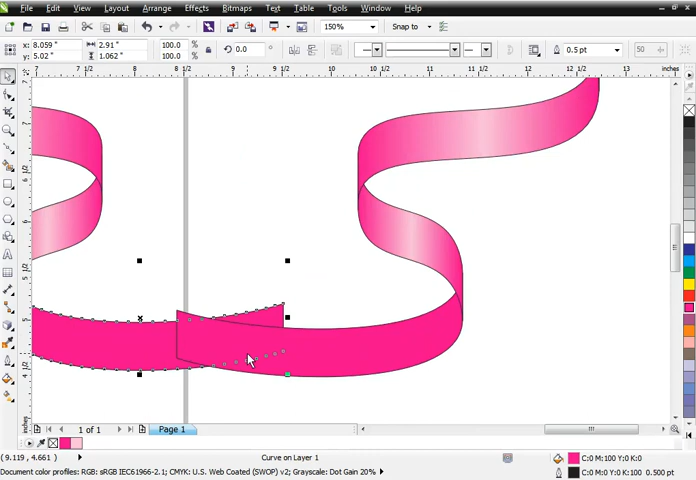 File Edit View Layout Arrange Effects Bitmaps Text Table Tools Window Help
150% Snap to
x: 8.059 " 2.91 " 100.0 % 0.0 ° 0.5 pt 50
y: 5.02 " 1.062 " 100.0 %
7 7 1/2 8 8 1/2 9 9 1/2 10 10 1/2 11 11 1/2 12 12 1/2 13 inches
1 of 1 Page 1
( 9.119 , 4.661 ) Curve on Layer 1 C:0 M:100 Y:0 K:0
Document color profiles: RGB: sRGB IEC61966-2.1; CMYK: U.S. Web Coated (SWOP) v2; Grayscale: Dot Gain 20% C:0 M:0 Y:0 K:100 0.500 pt